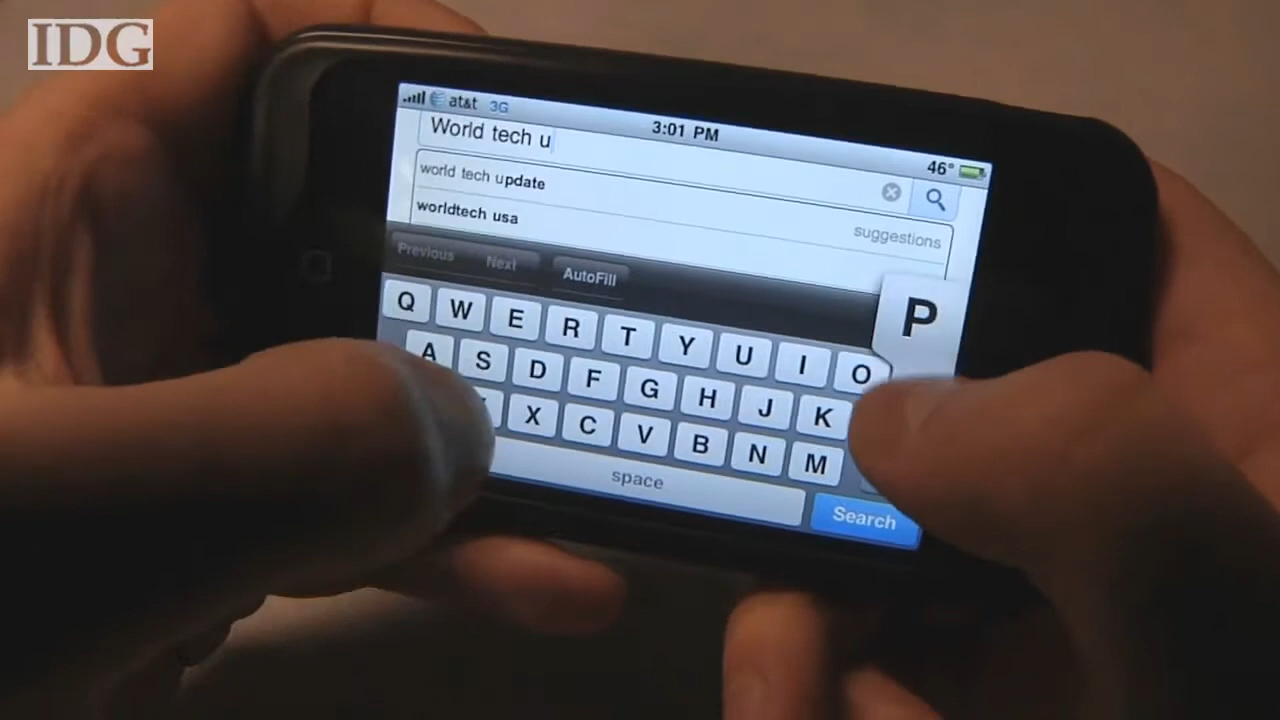 IDG
at&t 3G 3:01 PM 46°
World tech u
world tech update
worldtech usa
suggestions
Previous Next AutoFill
P
Q W E R T Y U I O
A S D F G H J K
X C V B N M
space Search